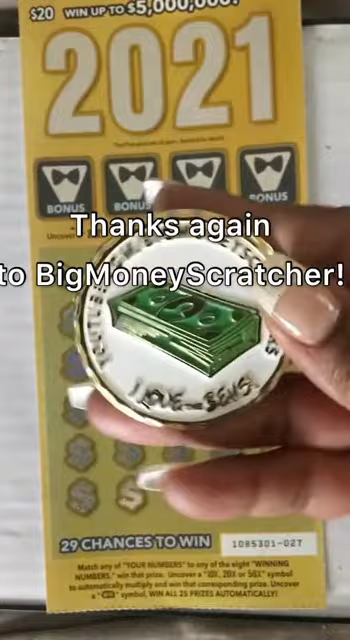 $20 WIN UP TO $5,000,000!
2021
BONUS BONUS BONUS
Uncover
Thanks again
to BigMoneyScratcher!
29 CHANCES TO WIN 1085301-02T
Match any of "YOUR NUMBERS" to any of the eight "WINNING
NUMBERS," win that prize. Uncover a "10X, 20X or 50X" symbol
to automatically multiply and win that corresponding prize. Uncover
a symbol, WIN ALL 25 PRIZES AUTOMATICALLY!